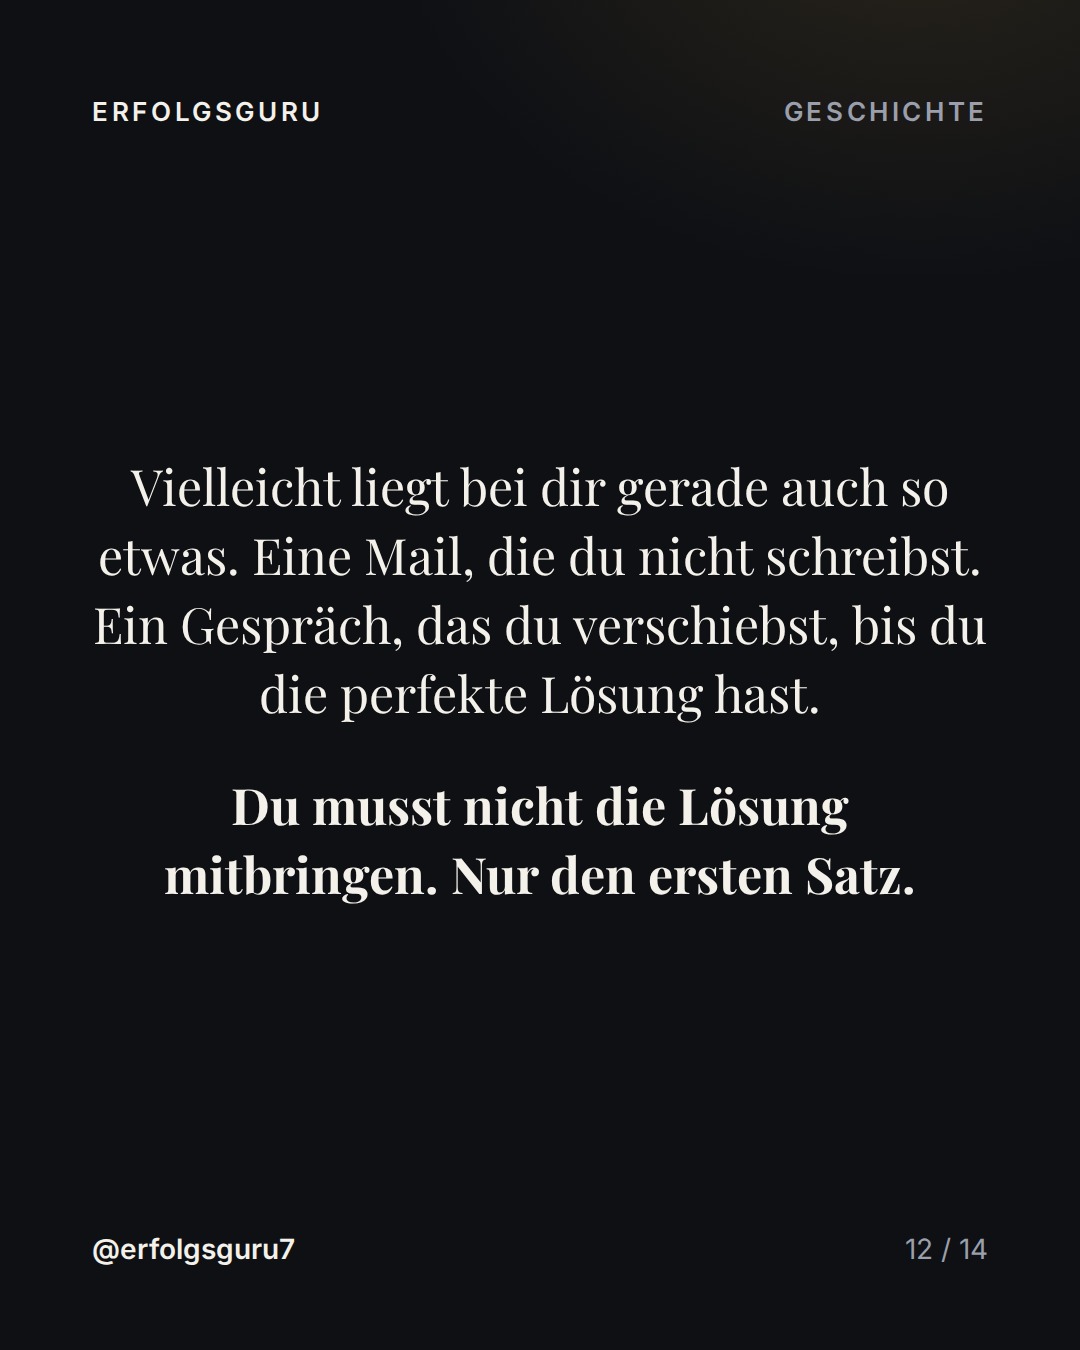 ERFOLGSGURU
GESCHICHTE
Vielleicht liegt bei dir gerade auch so
etwas. Eine Mail, die du nicht schreibst.
Ein Gespräch, das du verschiebst, bis du
die perfekte Lösung hast.
Du musst nicht die Lösung
mitbringen. Nur den ersten Satz.
@erfolgsguru7
12 / 14